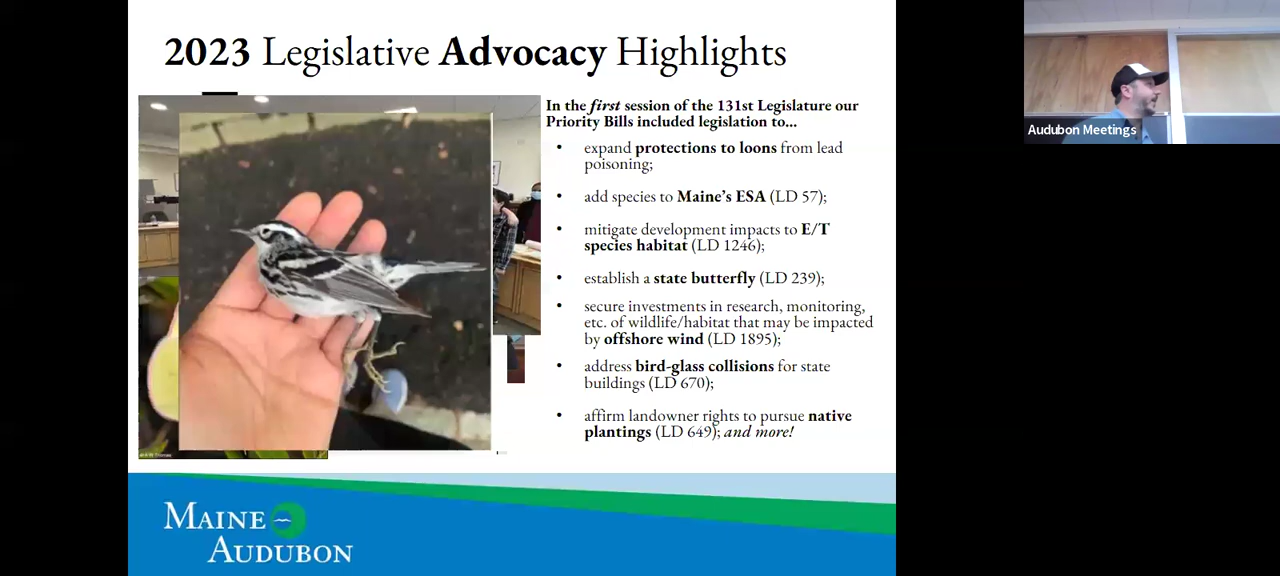 2023 Legislative Advocacy Highlights
In the first session of the 131st Legislature our
Priority Bills included legislation to...
• expand protections to loons from lead
poisoning;
• add species to Maine's ESA (LD 57);
• mitigate development impacts to E/T
species habitat (LD 1246);
• establish a state butterfly (LD 239);
• secure investments in research, monitoring,
etc. of wildlife/habitat that may be impacted
by offshore wind (LD 1895);
• address bird-glass collisions for state
buildings (LD 670);
• affirm landowner rights to pursue native
plantings (LD 649); and more!
MAINE
AUDUBON
Audubon Meetings